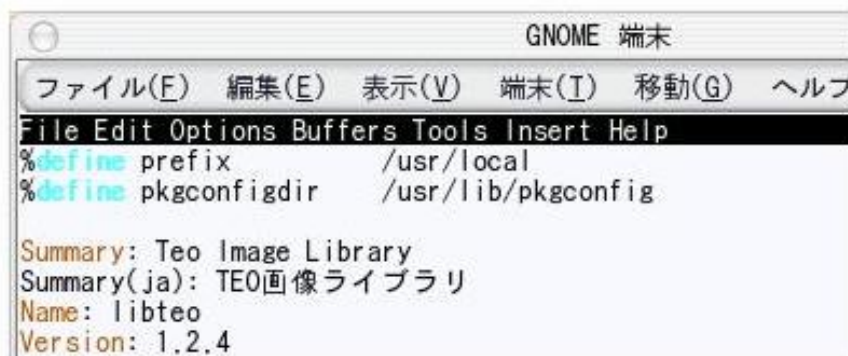 GNOME 端末
ファイル(F) 編集(E) 表示(V) 端末(T) 移動(G) ヘルプ
File Edit Options Buffers Tools Insert Help
%define prefix /usr/local
%define pkgconfigdir /usr/lib/pkgconfig
Summary: Teo Image Library
Summary(ja): TEO画像ライブラリ
Name: libteo
Version: 1.2.4